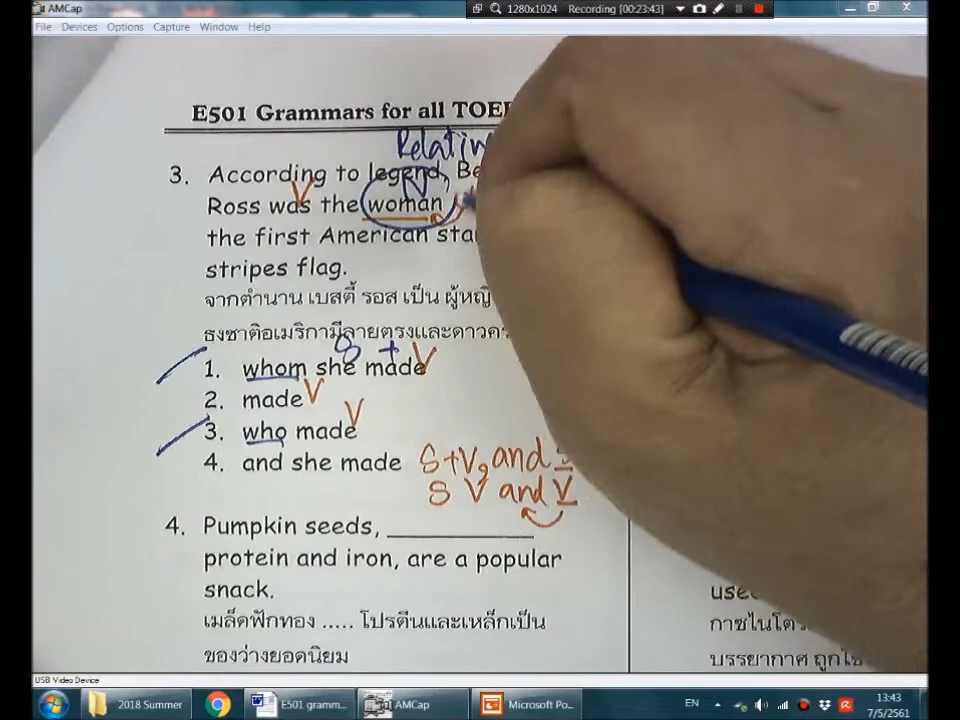 AMCap
1280x1024 Recording [00:23:43]
File Devices Options Capture Window Help
E501 Grammars for all TOE
Relativ
3. According to legend, Be
V N
Ross was the woman
the first American sta
stripes flag.
จากตำนาน เบสตี้ รอส เป็น ผู้หญิ
ธงชาติอเมริกามีลายตรงและดาว
S + V
1. whom she made
2. made V
3. who made V
4. and she made S+V, and S
S V and V
4. Pumpkin seeds, ____________
protein and iron, are a popular
snack.
เมล็ดฟักทอง ..... โปรตีนและเหล็กเป็น
ของว่างยอดนิยม
use
กาซไนโต
บรรยากาศ ถูกใ
USB Video Device
2018 Summer E501 gramm... AMCap Microsoft Po... EN 13:43
7/5/2561